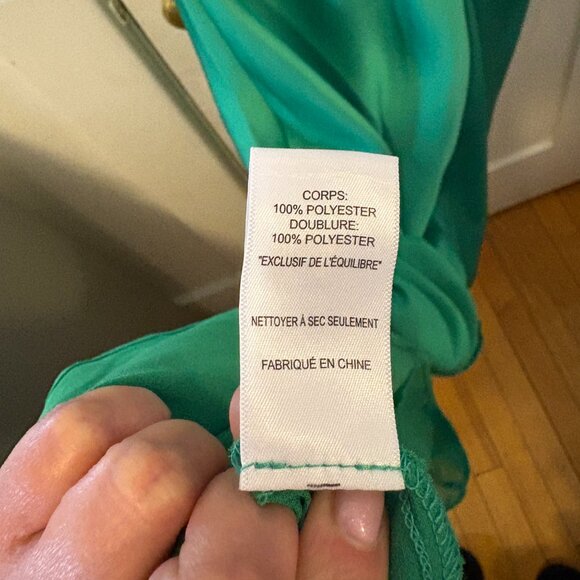 CORPS:
100% POLYESTER
DOUBLURE:
100% POLYESTER
"EXCLUSIF DE L'ÉQUILIBRE"
NETTOYER À SEC SEULEMENT
FABRIQUÉ EN CHINE